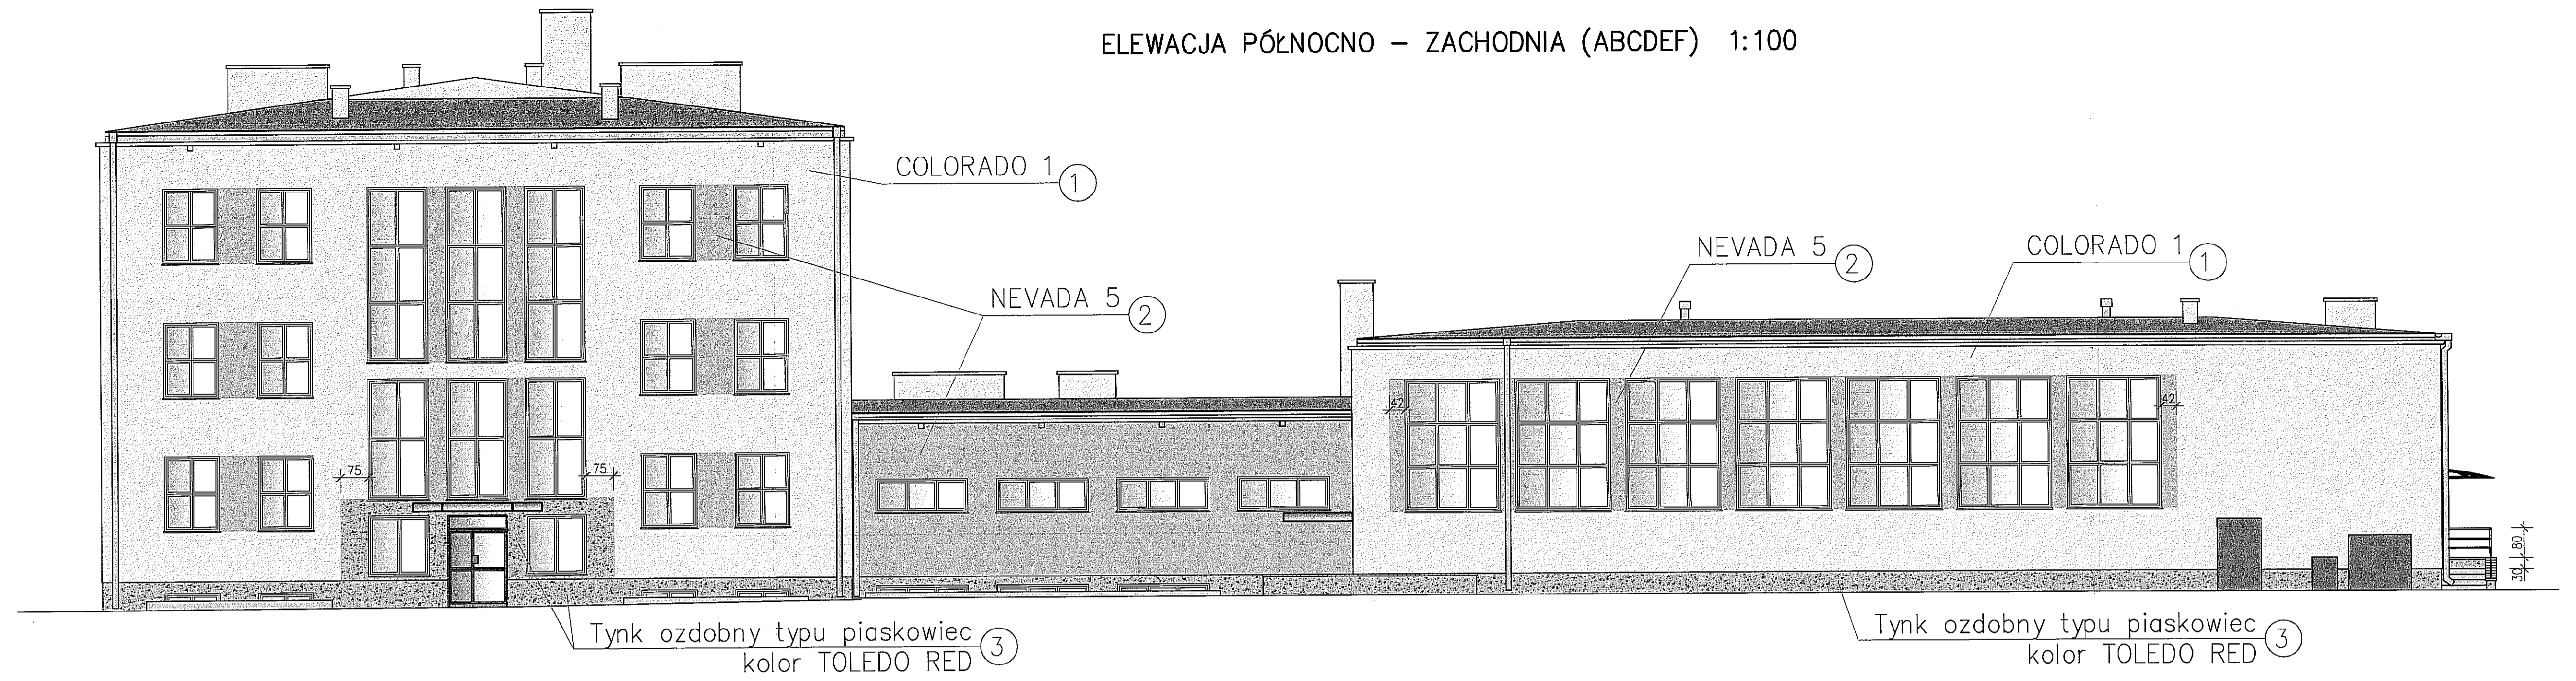 ELEWACJA PÓŁNOCNO – ZACHODNIA (ABCDEF) 1:100
COLORADO 1
1
NEVADA 5
2
NEVADA 5
2
COLORADO 1
1
42
42
75
75
80
30
Tynk ozdobny typu piaskowiec
kolor TOLEDO RED
3
Tynk ozdobny typu piaskowiec
kolor TOLEDO RED
3